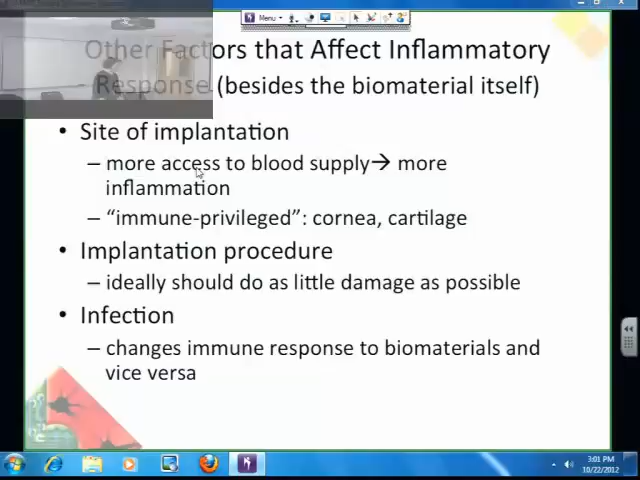 Menu
Other Factors that Affect Inflammatory
Response (besides the biomaterial itself)
• Site of implantation
– more access to blood supply→ more
inflammation
– “immune-privileged”: cornea, cartilage
• Implantation procedure
– ideally should do as little damage as possible
• Infection
– changes immune response to biomaterials and
vice versa
3:01 PM
10/22/2012